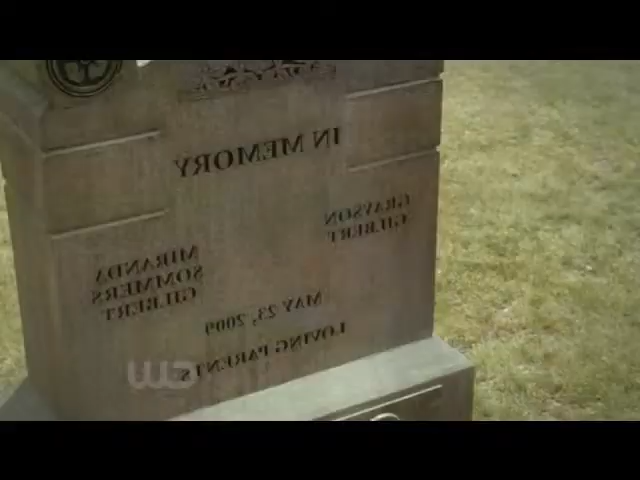 IN MEMORY
GRAYSON
GILBERT
MIRANDA
SOMMERS
GILBERT
MAY 23, 2009
LOVING PARENTS
CW